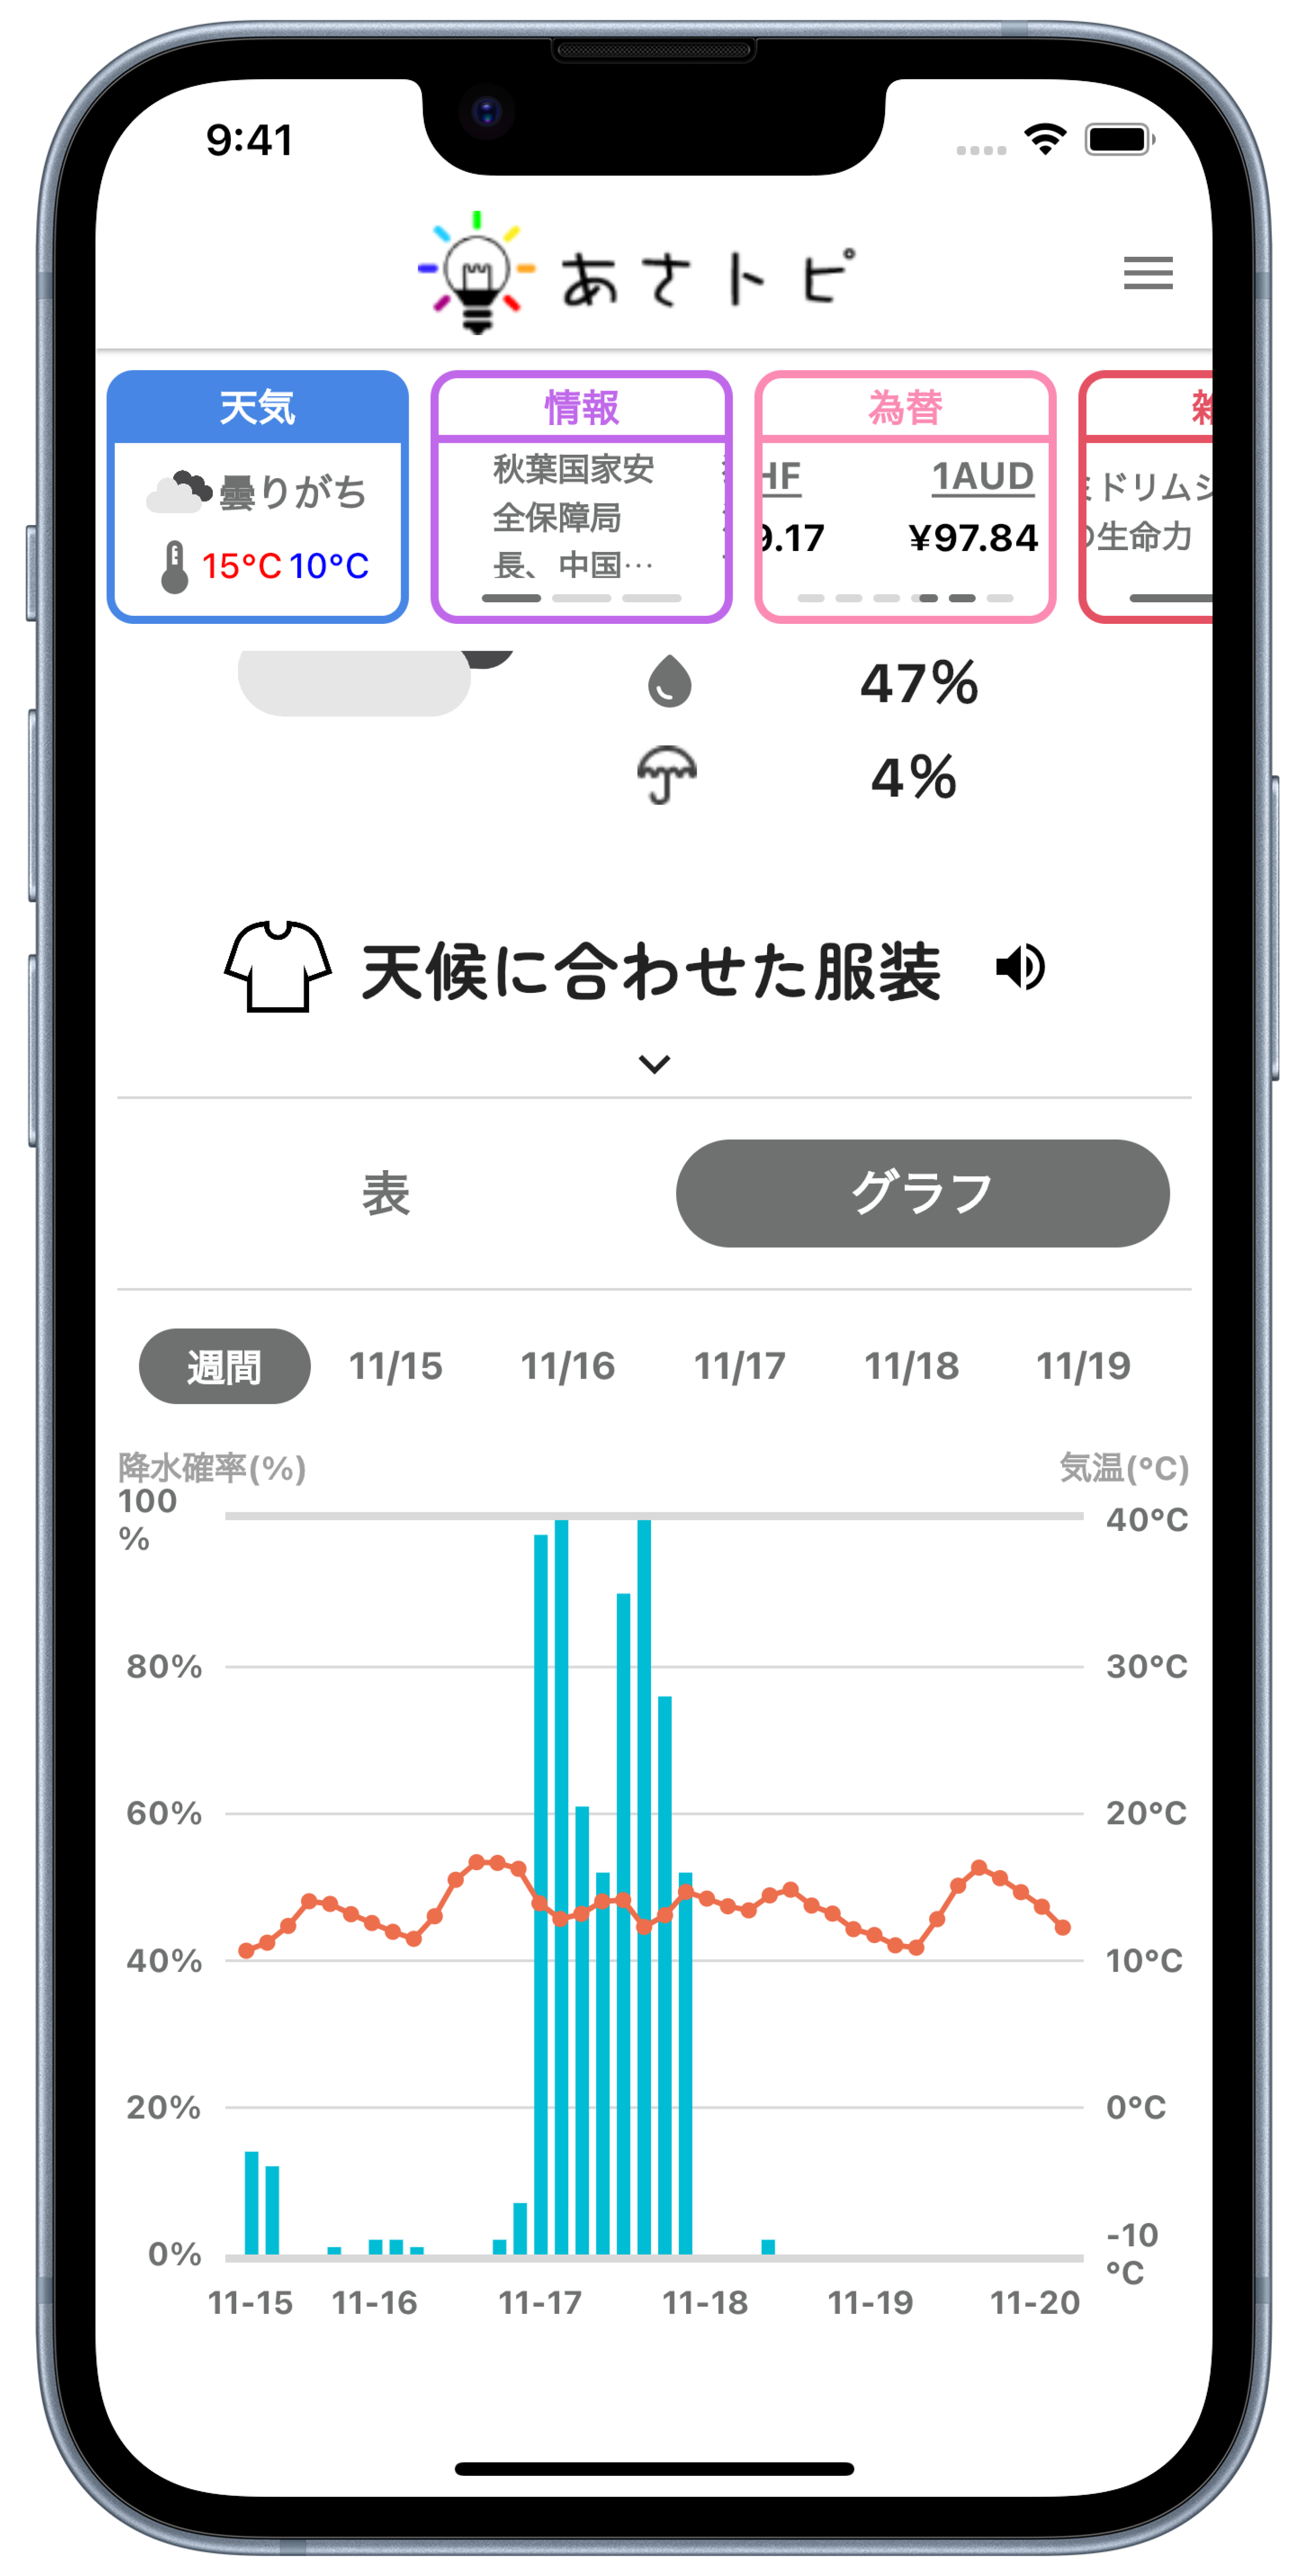 9:41
あさトピ
天気
情報
為替
曇りがち
15°C 10°C
秋葉国家安
全保障局
長、中国…
HF
1AUD
9.17
¥97.84
ドリムシ
の生命力
47%
4%
天候に合わせた服装
表
グラフ
週間
11/15
11/16
11/17
11/18
11/19
降水確率(%)
気温(°C)
100
%
80%
60%
40%
20%
0%
40°C
30°C
20°C
10°C
0°C
-10
°C
11-15
11-16
11-17
11-18
11-19
11-20